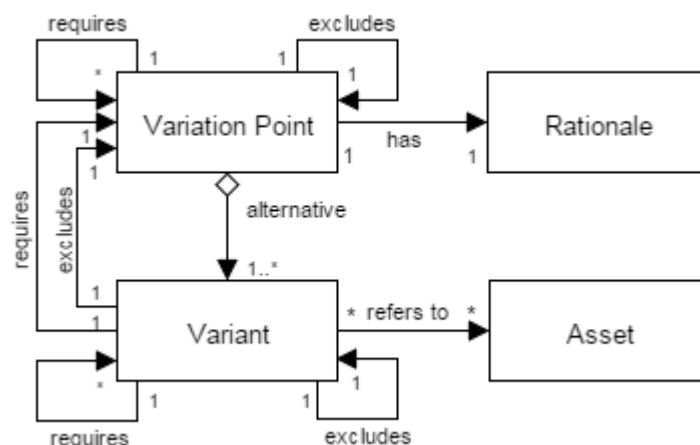 requires
excludes
1
1
*
1
Variation Point
Rationale
has
1
1
1
1
alternative
requires
excludes
1..*
1
1
Variant
* refers to *
Asset
*
1
1
1
requires
excludes